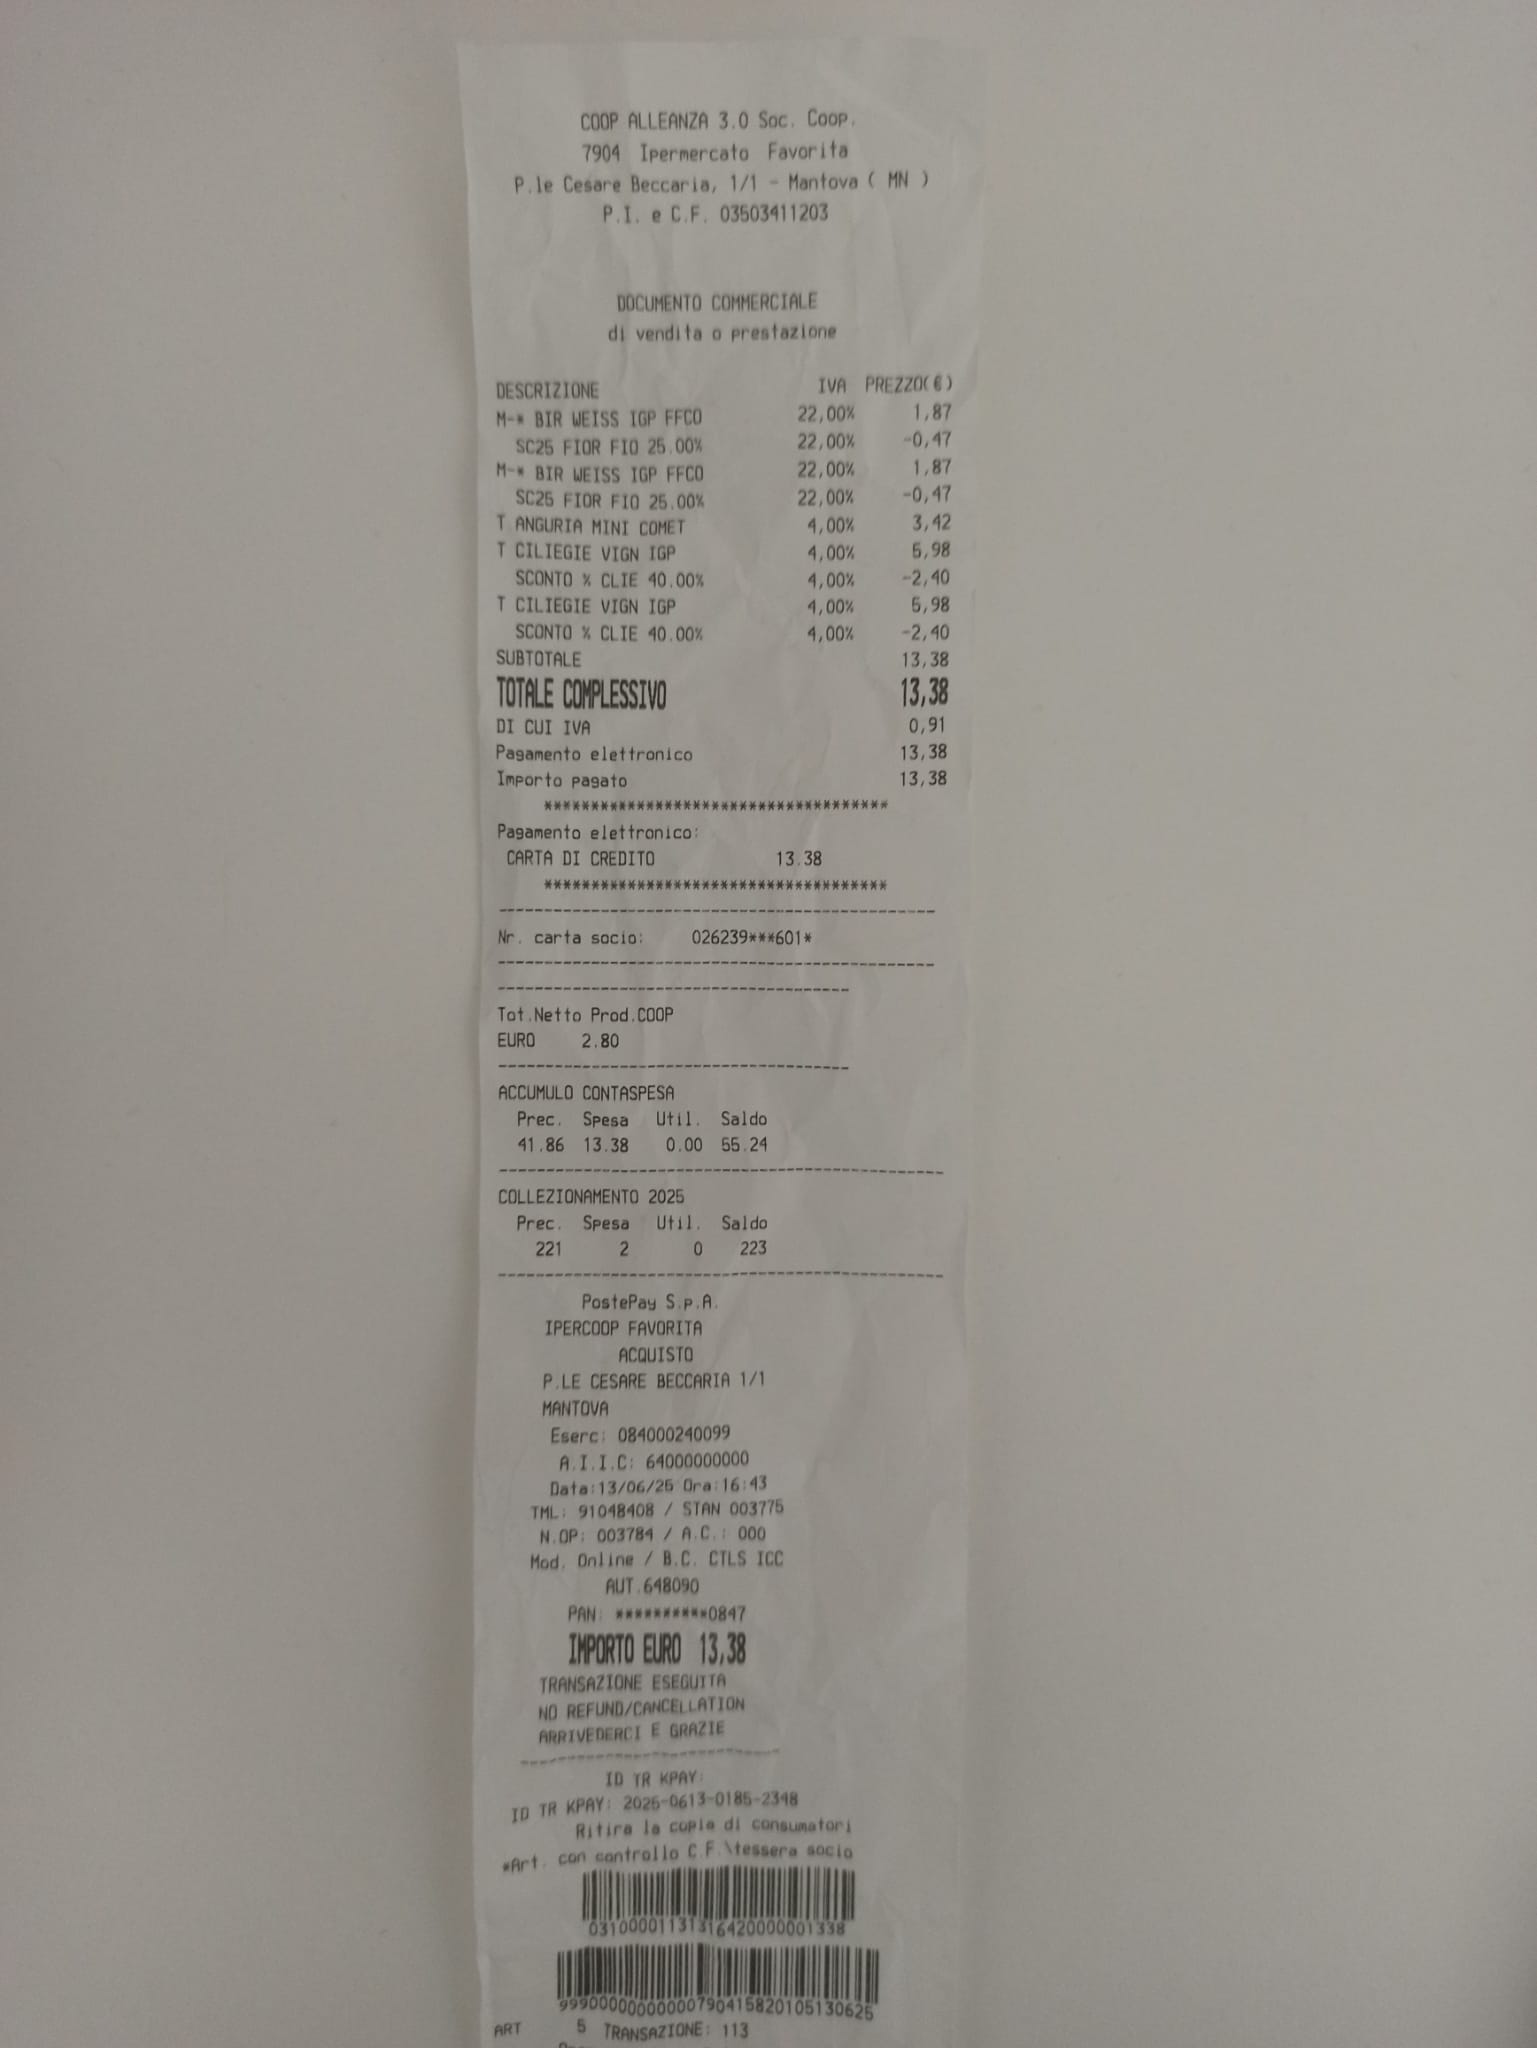 COOP ALLEANZA 3.0 Soc. Coop.
7904 Ipermercato Favorita
P.le Cesare Beccaria, 1/1 - Mantova ( MN )
P.I. e C.F. 03503411203
DOCUMENTO COMMERCIALE
di vendita o prestazione
DESCRIZIONE IVA PREZZO(€)
M-* BIR WEISS IGP FFCO 22,00% 1,87
SC25 FIOR FIO 25.00% 22,00% -0,47
M-* BIR WEISS IGP FFCO 22,00% 1,87
SC25 FIOR FIO 25.00% 22,00% -0,47
T ANGURIA MINI COMET 4,00% 3,42
T CILIEGIE VIGN IGP 4,00% 5,98
SCONTO % CLIE 40.00% 4,00% -2,40
T CILIEGIE VIGN IGP 4,00% 5,98
SCONTO % CLIE 40.00% 4,00% -2,40
SUBTOTALE 13,38
TOTALE COMPLESSIVO 13,38
DI CUI IVA 0,91
Pagamento elettronico 13,38
Importo pagato 13,38
*************************************
Pagamento elettronico:
CARTA DI CREDITO 13.38
*************************************
------------------------------------------------
Nr. carta socio: 026239***601*
------------------------------------------------
--------------------------------------
Tot.Netto Prod.COOP
EURO 2.80
--------------------------------------
ACCUMULO CONTASPESA
Prec. Spesa Util. Saldo
41.86 13.38 0.00 55.24
------------------------------------------------
COLLEZIONAMENTO 2025
Prec. Spesa Util. Saldo
221 2 0 223
------------------------------------------------
PostePay S.p.A.
IPERCOOP FAVORITA
ACQUISTO
P.LE CESARE BECCARIA 1/1
MANTOVA
Eserc: 084000240099
A.I.I.C: 64000000000
Data:13/06/25 Ora:16:43
TML: 91048408 / STAN 003775
N.OP: 003784 / A.C.: 000
Mod. Online / B.C. CTLS ICC
AUT.648090
PAN: **********0847
IMPORTO EURO 13,38
TRANSAZIONE ESEGUITA
NO REFUND/CANCELLATION
ARRIVEDERCI E GRAZIE
----------------------------
ID TR KPAY:
ID TR KPAY: 2025-0613-0185-2348
Ritira la copia di consumatori
*Art. con controllo C.F.\tessera socio
03100001131316420000001338
99900000000000790415820105130625
ART 5 TRANSAZIONE: 113